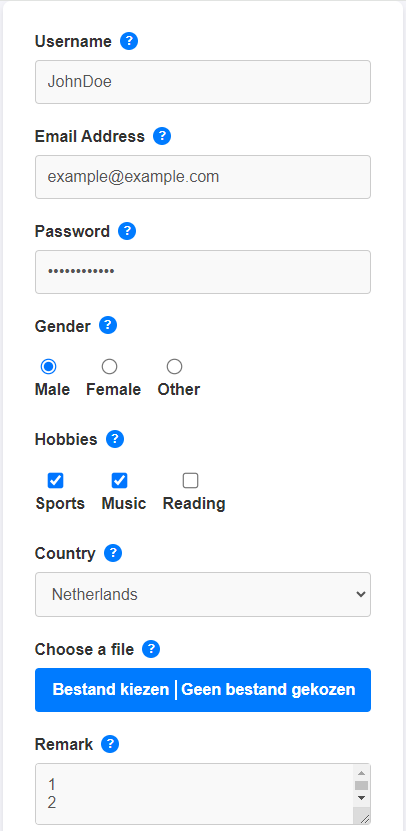 Username ?
JohnDoe
Email Address ?
example@example.com
Password ?
••••••••••••
Gender ?
Male Female Other
Hobbies ?
Sports Music Reading
Country ?
Netherlands
Choose a file ?
Bestand kiezen Geen bestand gekozen
Remark ?
1
2